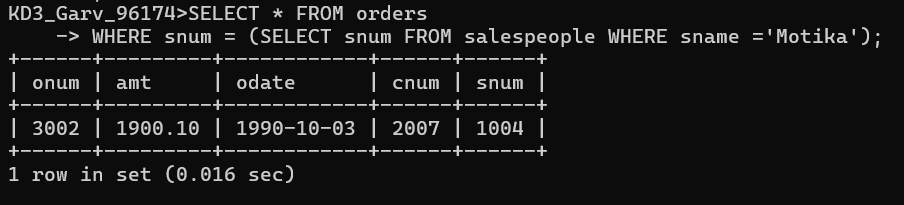 KD3_Garv_96174>SELECT * FROM orders
    -> WHERE snum = (SELECT snum FROM salespeople WHERE sname ='Motika');
+------+---------+------------+------+------+
| onum | amt     | odate      | cnum | snum |
+------+---------+------------+------+------+
| 3002 | 1900.10 | 1990-10-03 | 2007 | 1004 |
+------+---------+------------+------+------+
1 row in set (0.016 sec)